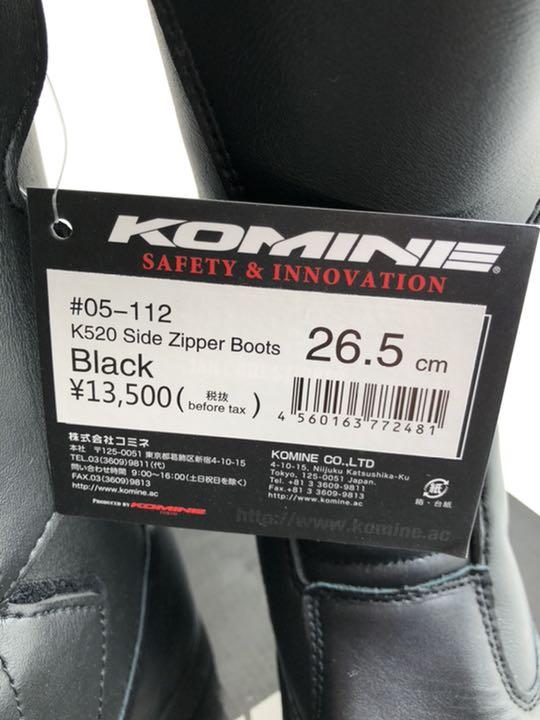 KOMINE®
SAFETY & INNOVATION
#05-112
K520 Side Zipper Boots
Black
26.5 cm
¥13,500( 税抜 before tax )
4 560163 772481
株式会社コミネ
本社 〒125-0051 東京都葛飾区新宿4-10-15
TEL.03(3609)9811(代)
問い合わせ時間 9:00~16:00(土日祝日を除く)
FAX.03(3609)9813
http://www.komine.ac
PRODUCED BY KOMINE
KOMINE CO.,LTD
4-10-15, Niijuku Katsushika-Ku
Tokyo, 125-0051 Japan.
Tel. +81 3 3609-9811
Fax. +81 3 3609-9813
http://www.komine.ac
紙
箱・台紙
http://www.komine.ac